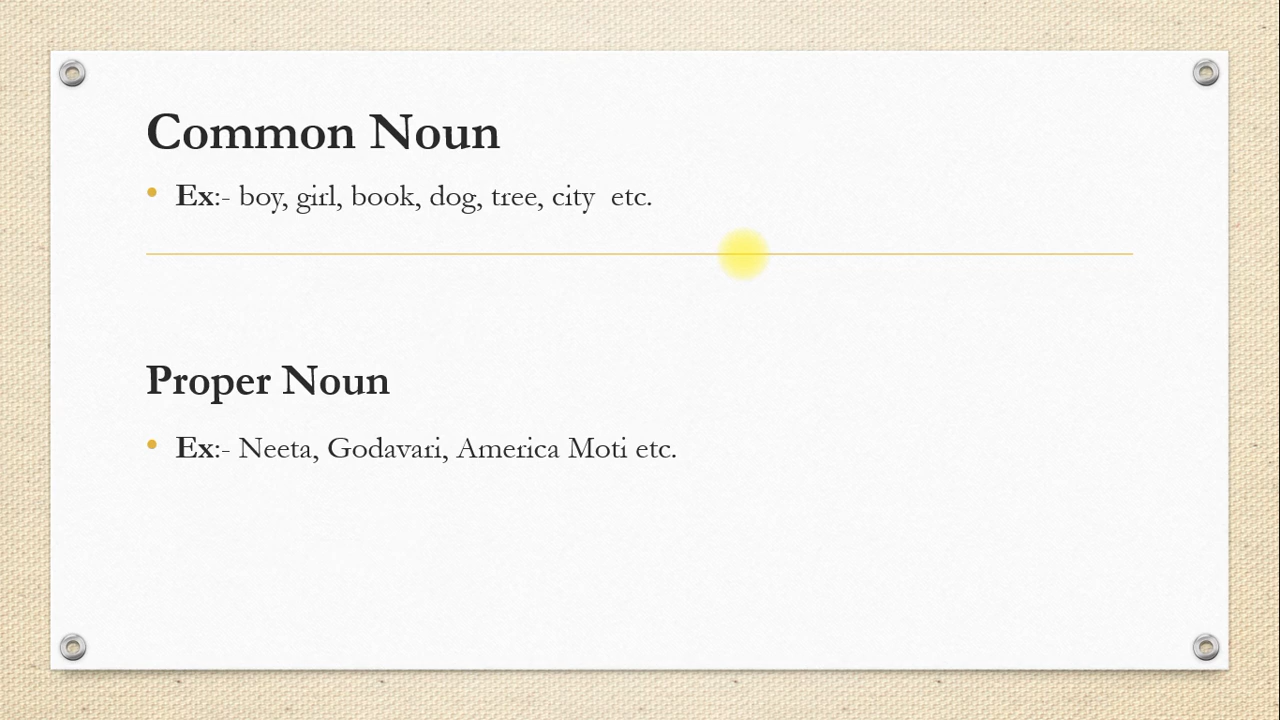 Common Noun
• Ex:- boy, girl, book, dog, tree, city  etc.
Proper Noun
• Ex:- Neeta, Godavari, America Moti etc.